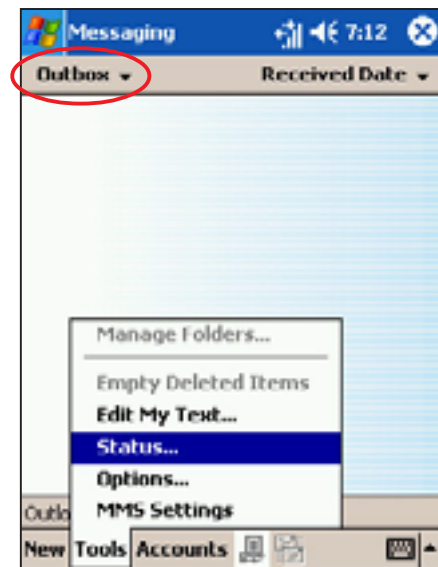 Messaging 7:12
Outbox Received Date
Manage Folders...
Empty Deleted Items
Edit My Text...
Status...
Options...
Outlo MMS Settings
New Tools Accounts